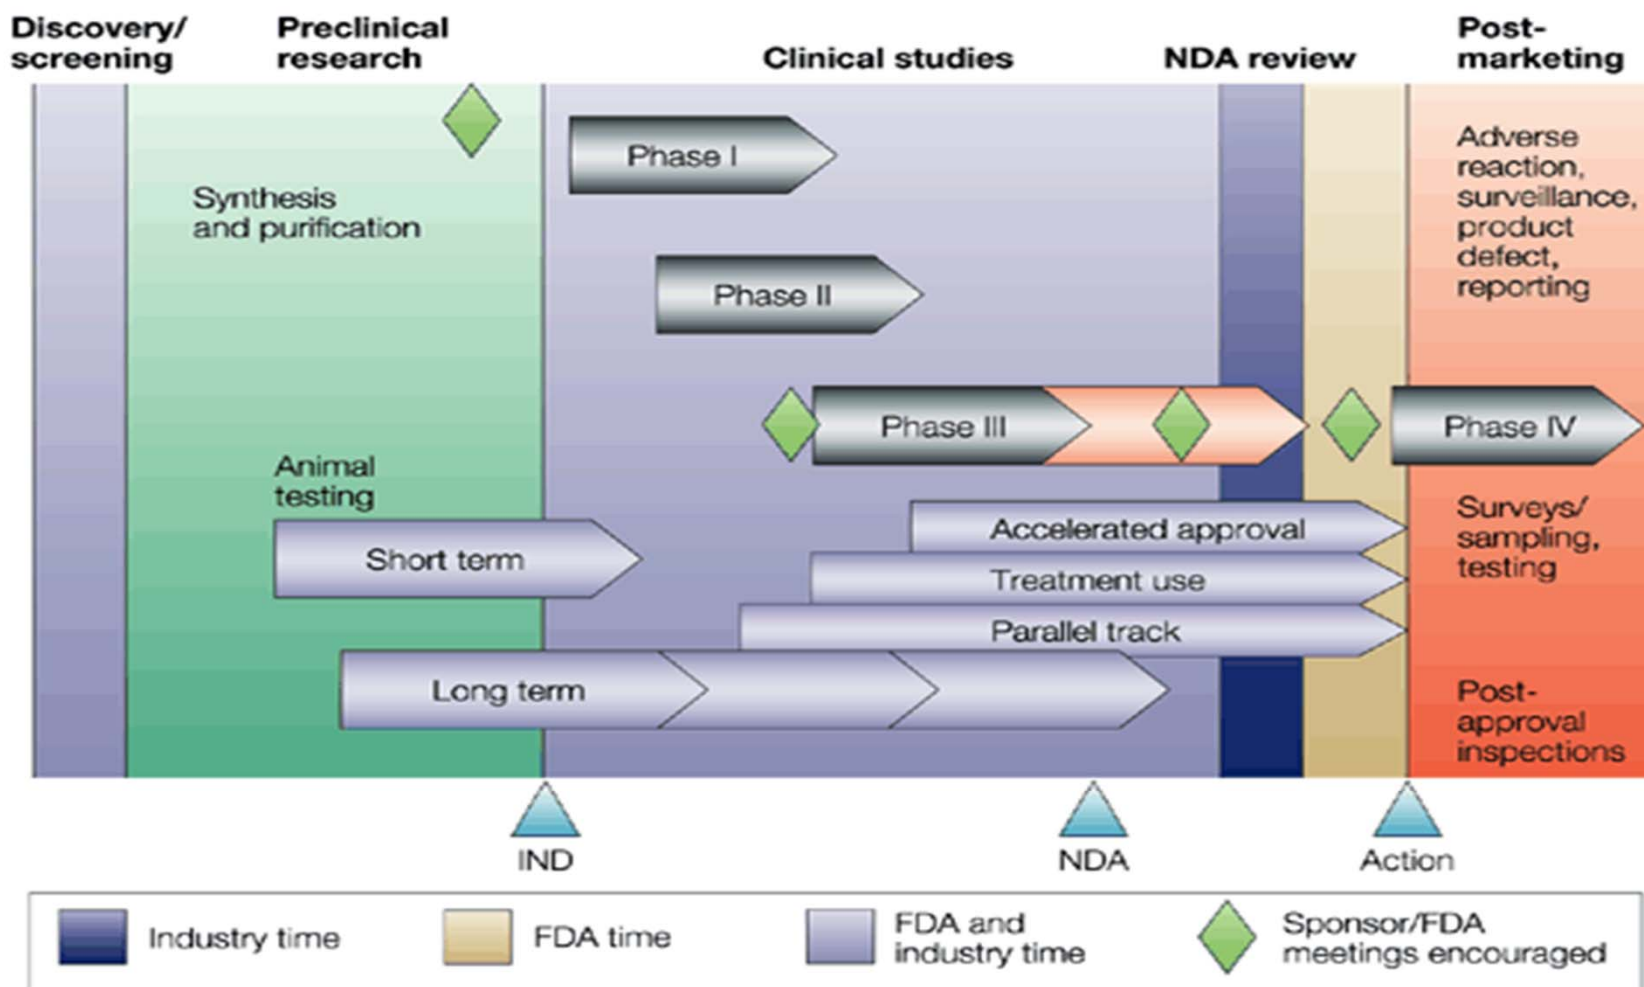 Discovery/
screening
Preclinical
research
Clinical studies
NDA review
Post-
marketing
Synthesis
and purification
Phase I
Phase II
Phase III
Phase IV
Adverse
reaction,
surveillance,
product
defect,
reporting
Animal
testing
Short term
Long term
Accelerated approval
Treatment use
Parallel track
Surveys/
sampling,
testing
Post-
approval
inspections
IND
NDA
Action
Industry time
FDA time
FDA and
industry time
Sponsor/FDA
meetings encouraged